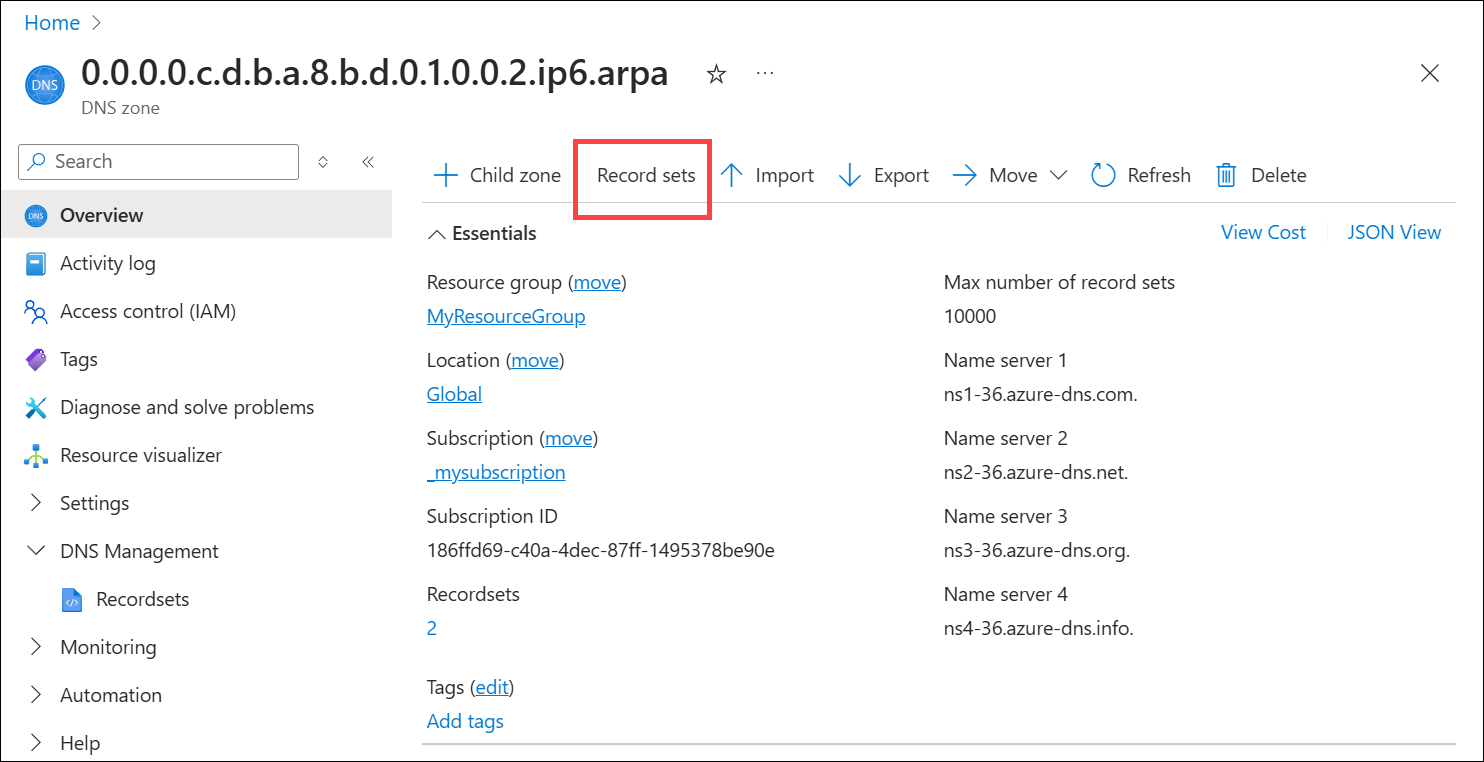 Home
DNS
0.0.0.0.c.d.b.a.8.b.d.0.1.0.0.2.ip6.arpa
DNS zone
Search
Child zone
Record sets
Import
Export
Move
Refresh
Delete
DNS
Overview
Activity log
Access control (IAM)
Tags
Diagnose and solve problems
Resource visualizer
Settings
DNS Management
Recordsets
Monitoring
Automation
Help
Essentials
View Cost
JSON View
Resource group (move)
MyResourceGroup
Location (move)
Global
Subscription (move)
_mysubscription
Subscription ID
186ffd69-c40a-4dec-87ff-1495378be90e
Recordsets
2
Tags (edit)
Add tags
Max number of record sets
10000
Name server 1
ns1-36.azure-dns.com.
Name server 2
ns2-36.azure-dns.net.
Name server 3
ns3-36.azure-dns.org.
Name server 4
ns4-36.azure-dns.info.